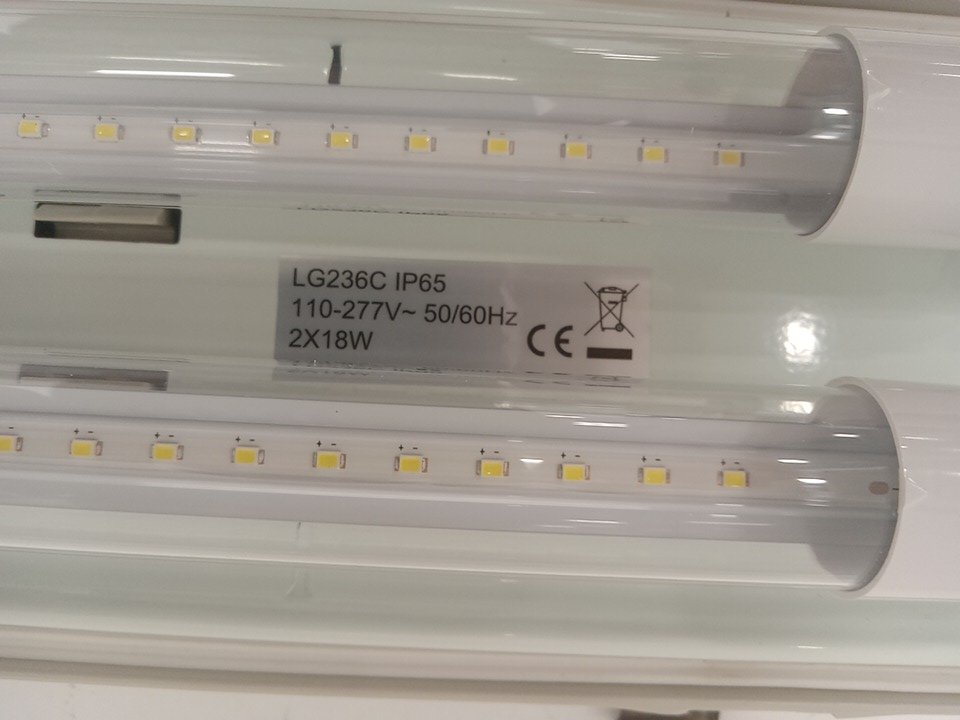 LG236C IP65
110-277V~ 50/60Hz
2X18W
CE